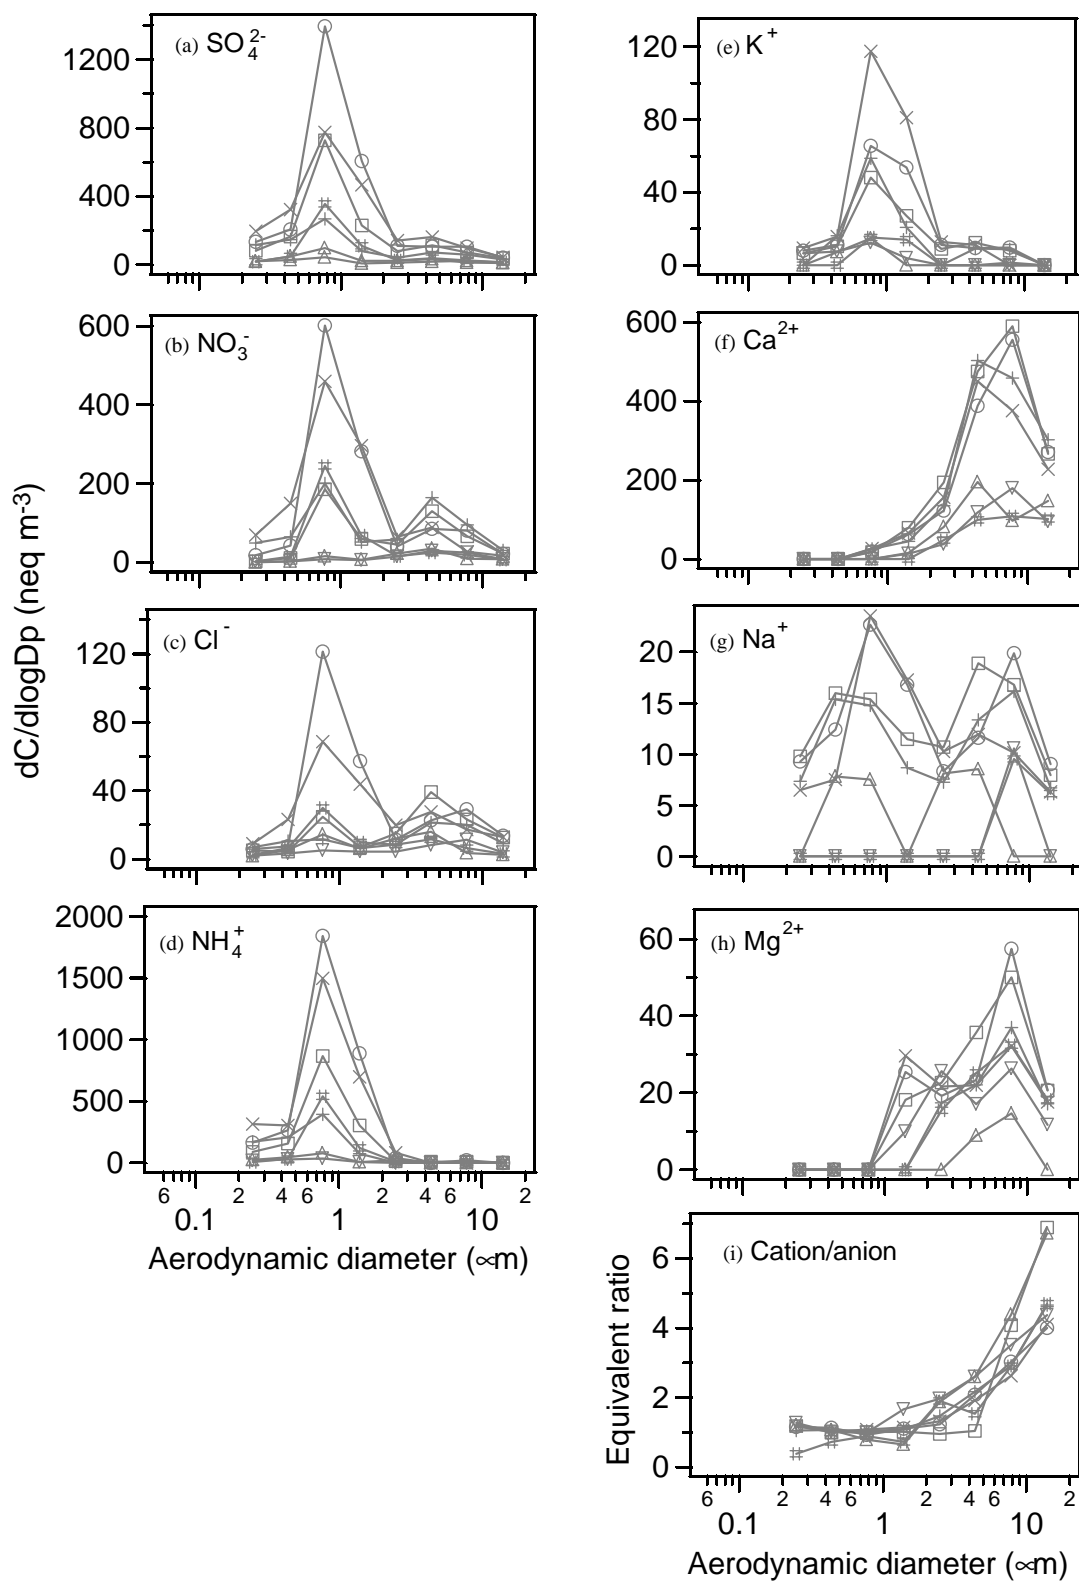 (a) SO₄²⁻
1200
800
400
0
(b) NO₃⁻
600
400
200
0
(c) Cl⁻
120
80
40
0
(d) NH₄⁺
2000
1500
1000
500
0
6 2 4 6 2 4 6 2
0.1 1 10
Aerodynamic diameter (∝m)
dC/dlogDp (neq m⁻³)
(e) K⁺
120
80
40
0
(f) Ca²⁺
600
400
200
0
(g) Na⁺
20
15
10
5
0
(h) Mg²⁺
60
40
20
0
(i) Cation/anion
6
4
2
0
Equivalent ratio
6 2 4 6 2 4 6 2
0.1 1 10
Aerodynamic diameter (∝m)